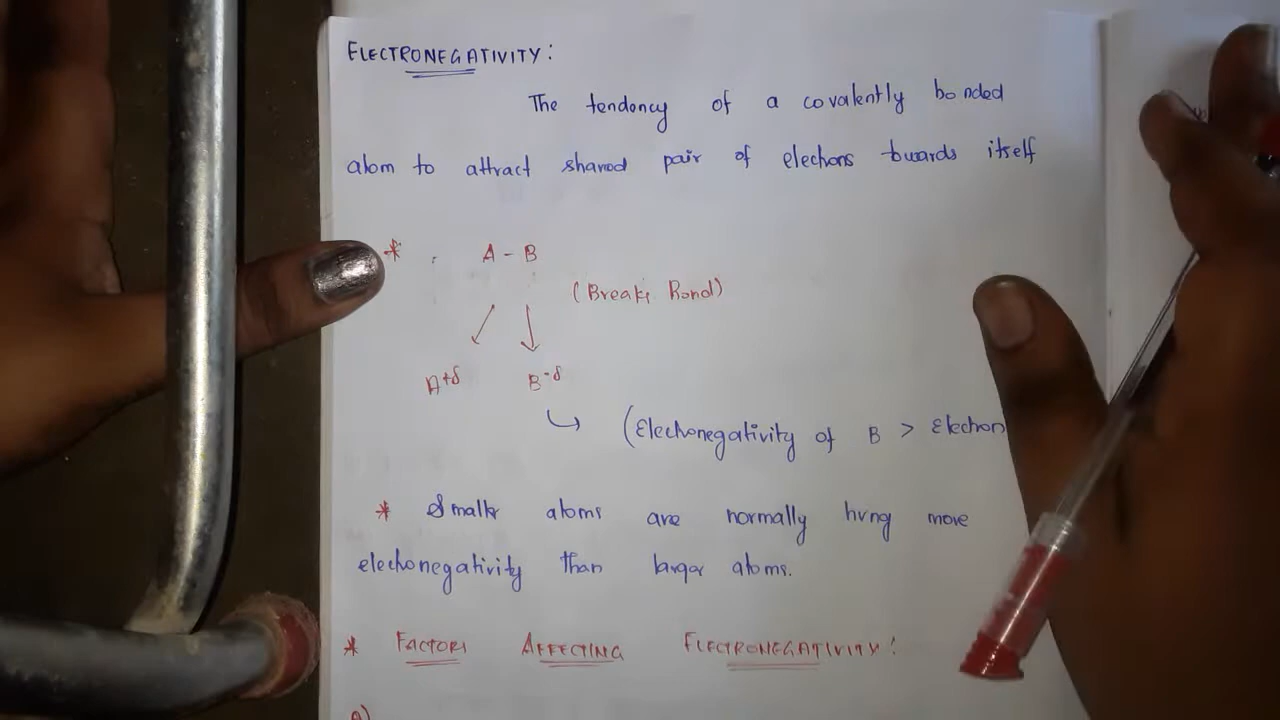 ELECTRONEGATIVITY:
The tendency of a covalently bonded
atom to attract shared pair of electrons towards itself
* A - B
(Breaks Bond)
A+δ B-δ
(Electronegativity of B > Electron
* Smaller atoms are normally hvng more
electronegativity than larger atoms.
* FACTORS AFFECTING ELECTRONEGATIVITY: